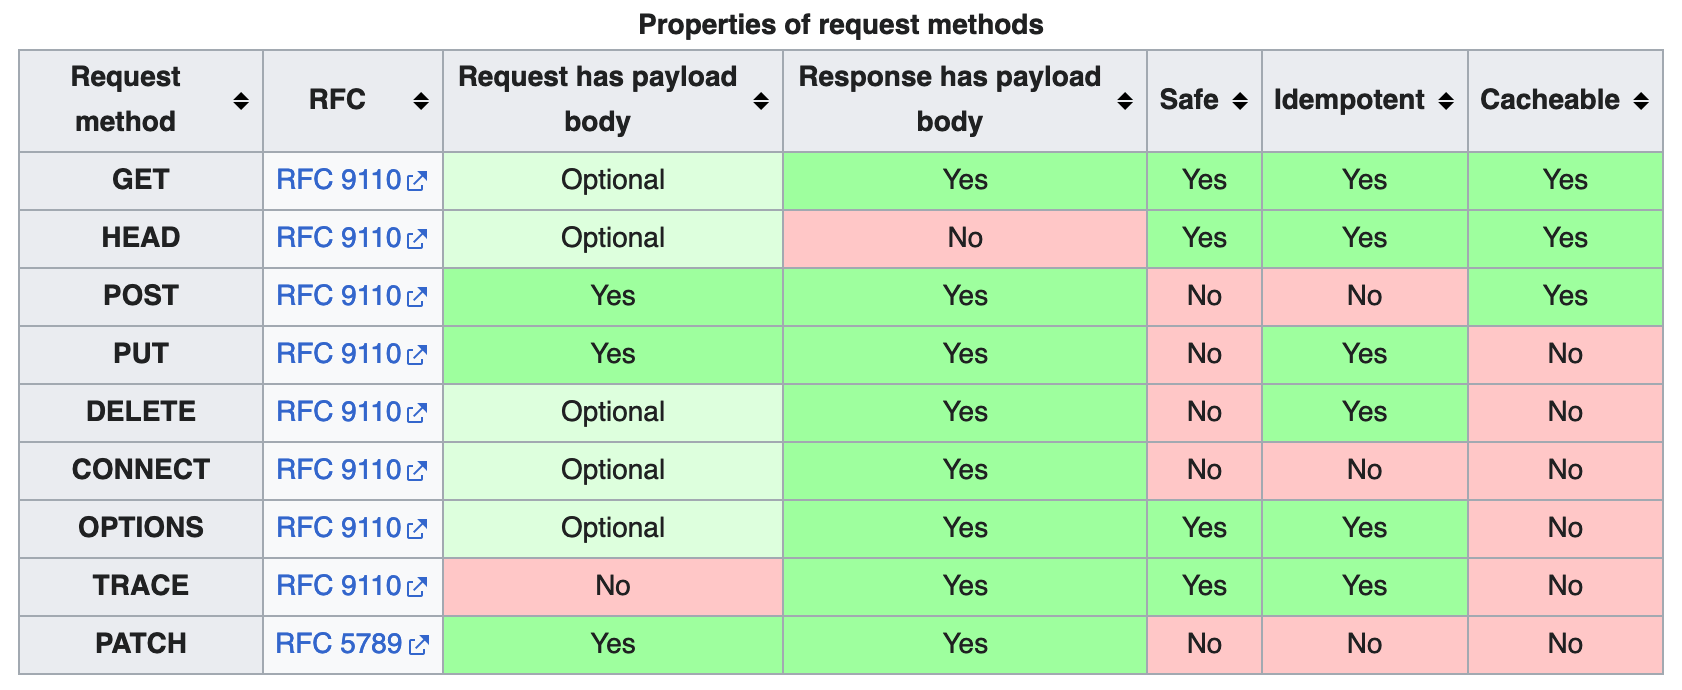 Properties of request methods
Request method RFC Request has payload body Response has payload body Safe Idempotent Cacheable
GET RFC 9110 Optional Yes Yes Yes Yes
HEAD RFC 9110 Optional No Yes Yes Yes
POST RFC 9110 Yes Yes No No Yes
PUT RFC 9110 Yes Yes No Yes No
DELETE RFC 9110 Optional Yes No Yes No
CONNECT RFC 9110 Optional Yes No No No
OPTIONS RFC 9110 Optional Yes Yes Yes No
TRACE RFC 9110 No Yes Yes Yes No
PATCH RFC 5789 Yes Yes No No No